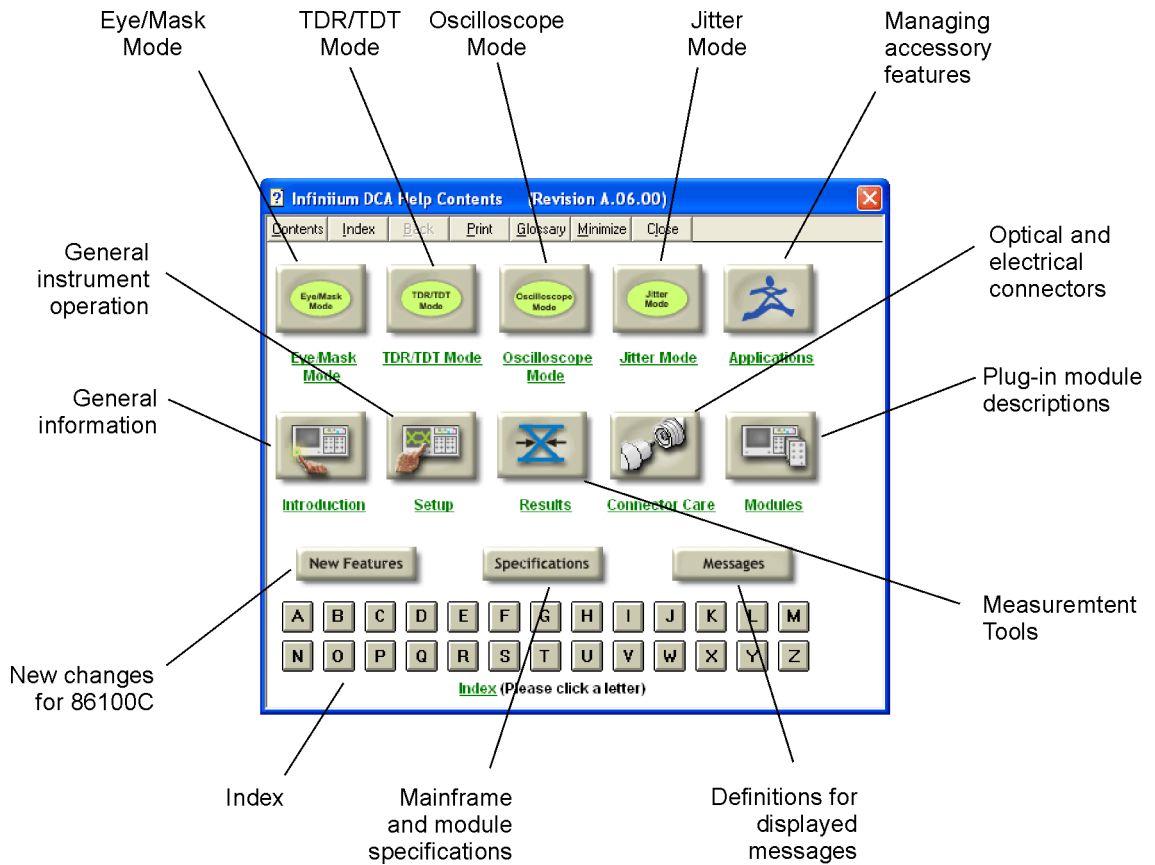 Eye/Mask
Mode
TDR/TDT
Mode
Oscilloscope
Mode
Jitter
Mode
Managing
accessory
features
General
instrument
operation
General
information
New changes
for 86100C
Infiniium DCA Help Contents (Revision A.06.00)
Contents Index Back Print Glossary Minimize Close
Eye/Mask
Mode
TDR/TDT
Mode
Oscilloscope
Mode
Jitter
Mode
Eye/Mask
Mode
TDR/TDT Mode
Oscilloscope
Mode
Jitter Mode
Applications
Introduction
Setup
Results
Connector Care
Modules
New Features
Specifications
Messages
A B C D E F G H I J K L M
N O P Q R S T U V W X Y Z
Index (Please click a letter)
Optical and
electrical
connectors
Plug-in module
descriptions
Measuremtent
Tools
Index
Mainframe
and module
specifications
Definitions for
displayed
messages